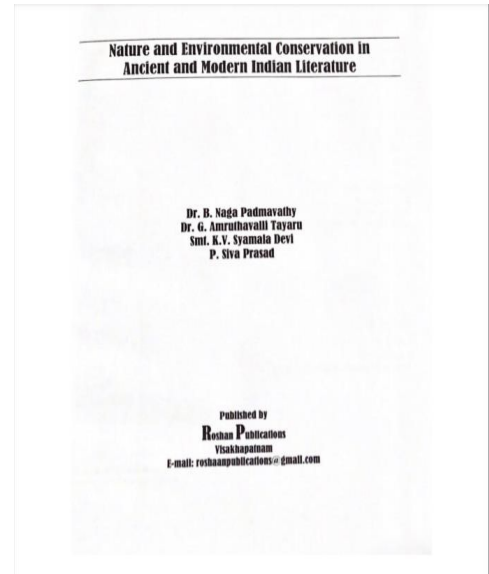 Nature and Environmental Conservation in
Ancient and Modern Indian Literature
Dr. B. Naga Padmavathy
Dr. G. Amruthavalli Tayaru
Smt. K.V. Syamala Devi
P. Siva Prasad
Published by
Roshan Publications
Visakhapatnam
E-mail: roshaanpublications@gmail.com